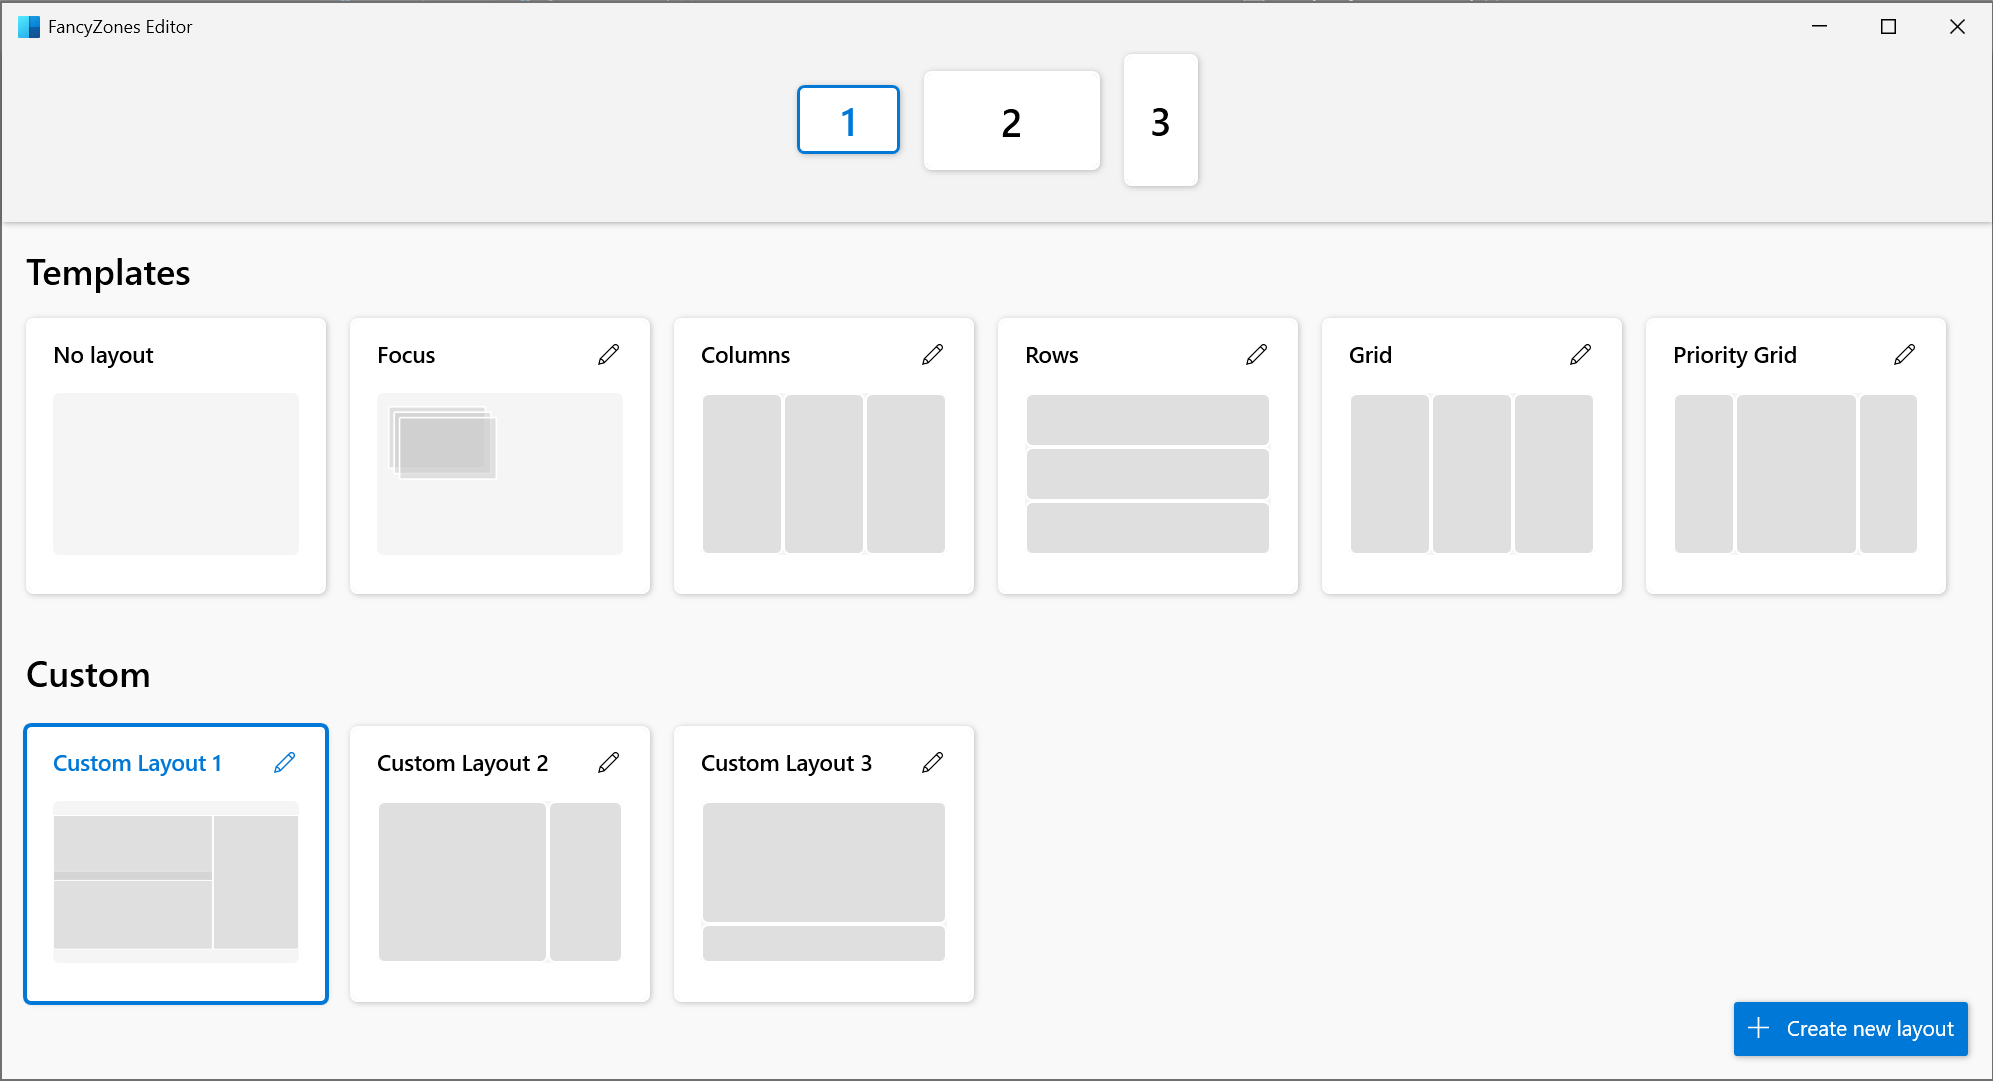 FancyZones Editor
1
2
3
Templates
No layout
Focus
Columns
Rows
Grid
Priority Grid
Custom
Custom Layout 1
Custom Layout 2
Custom Layout 3
Create new layout